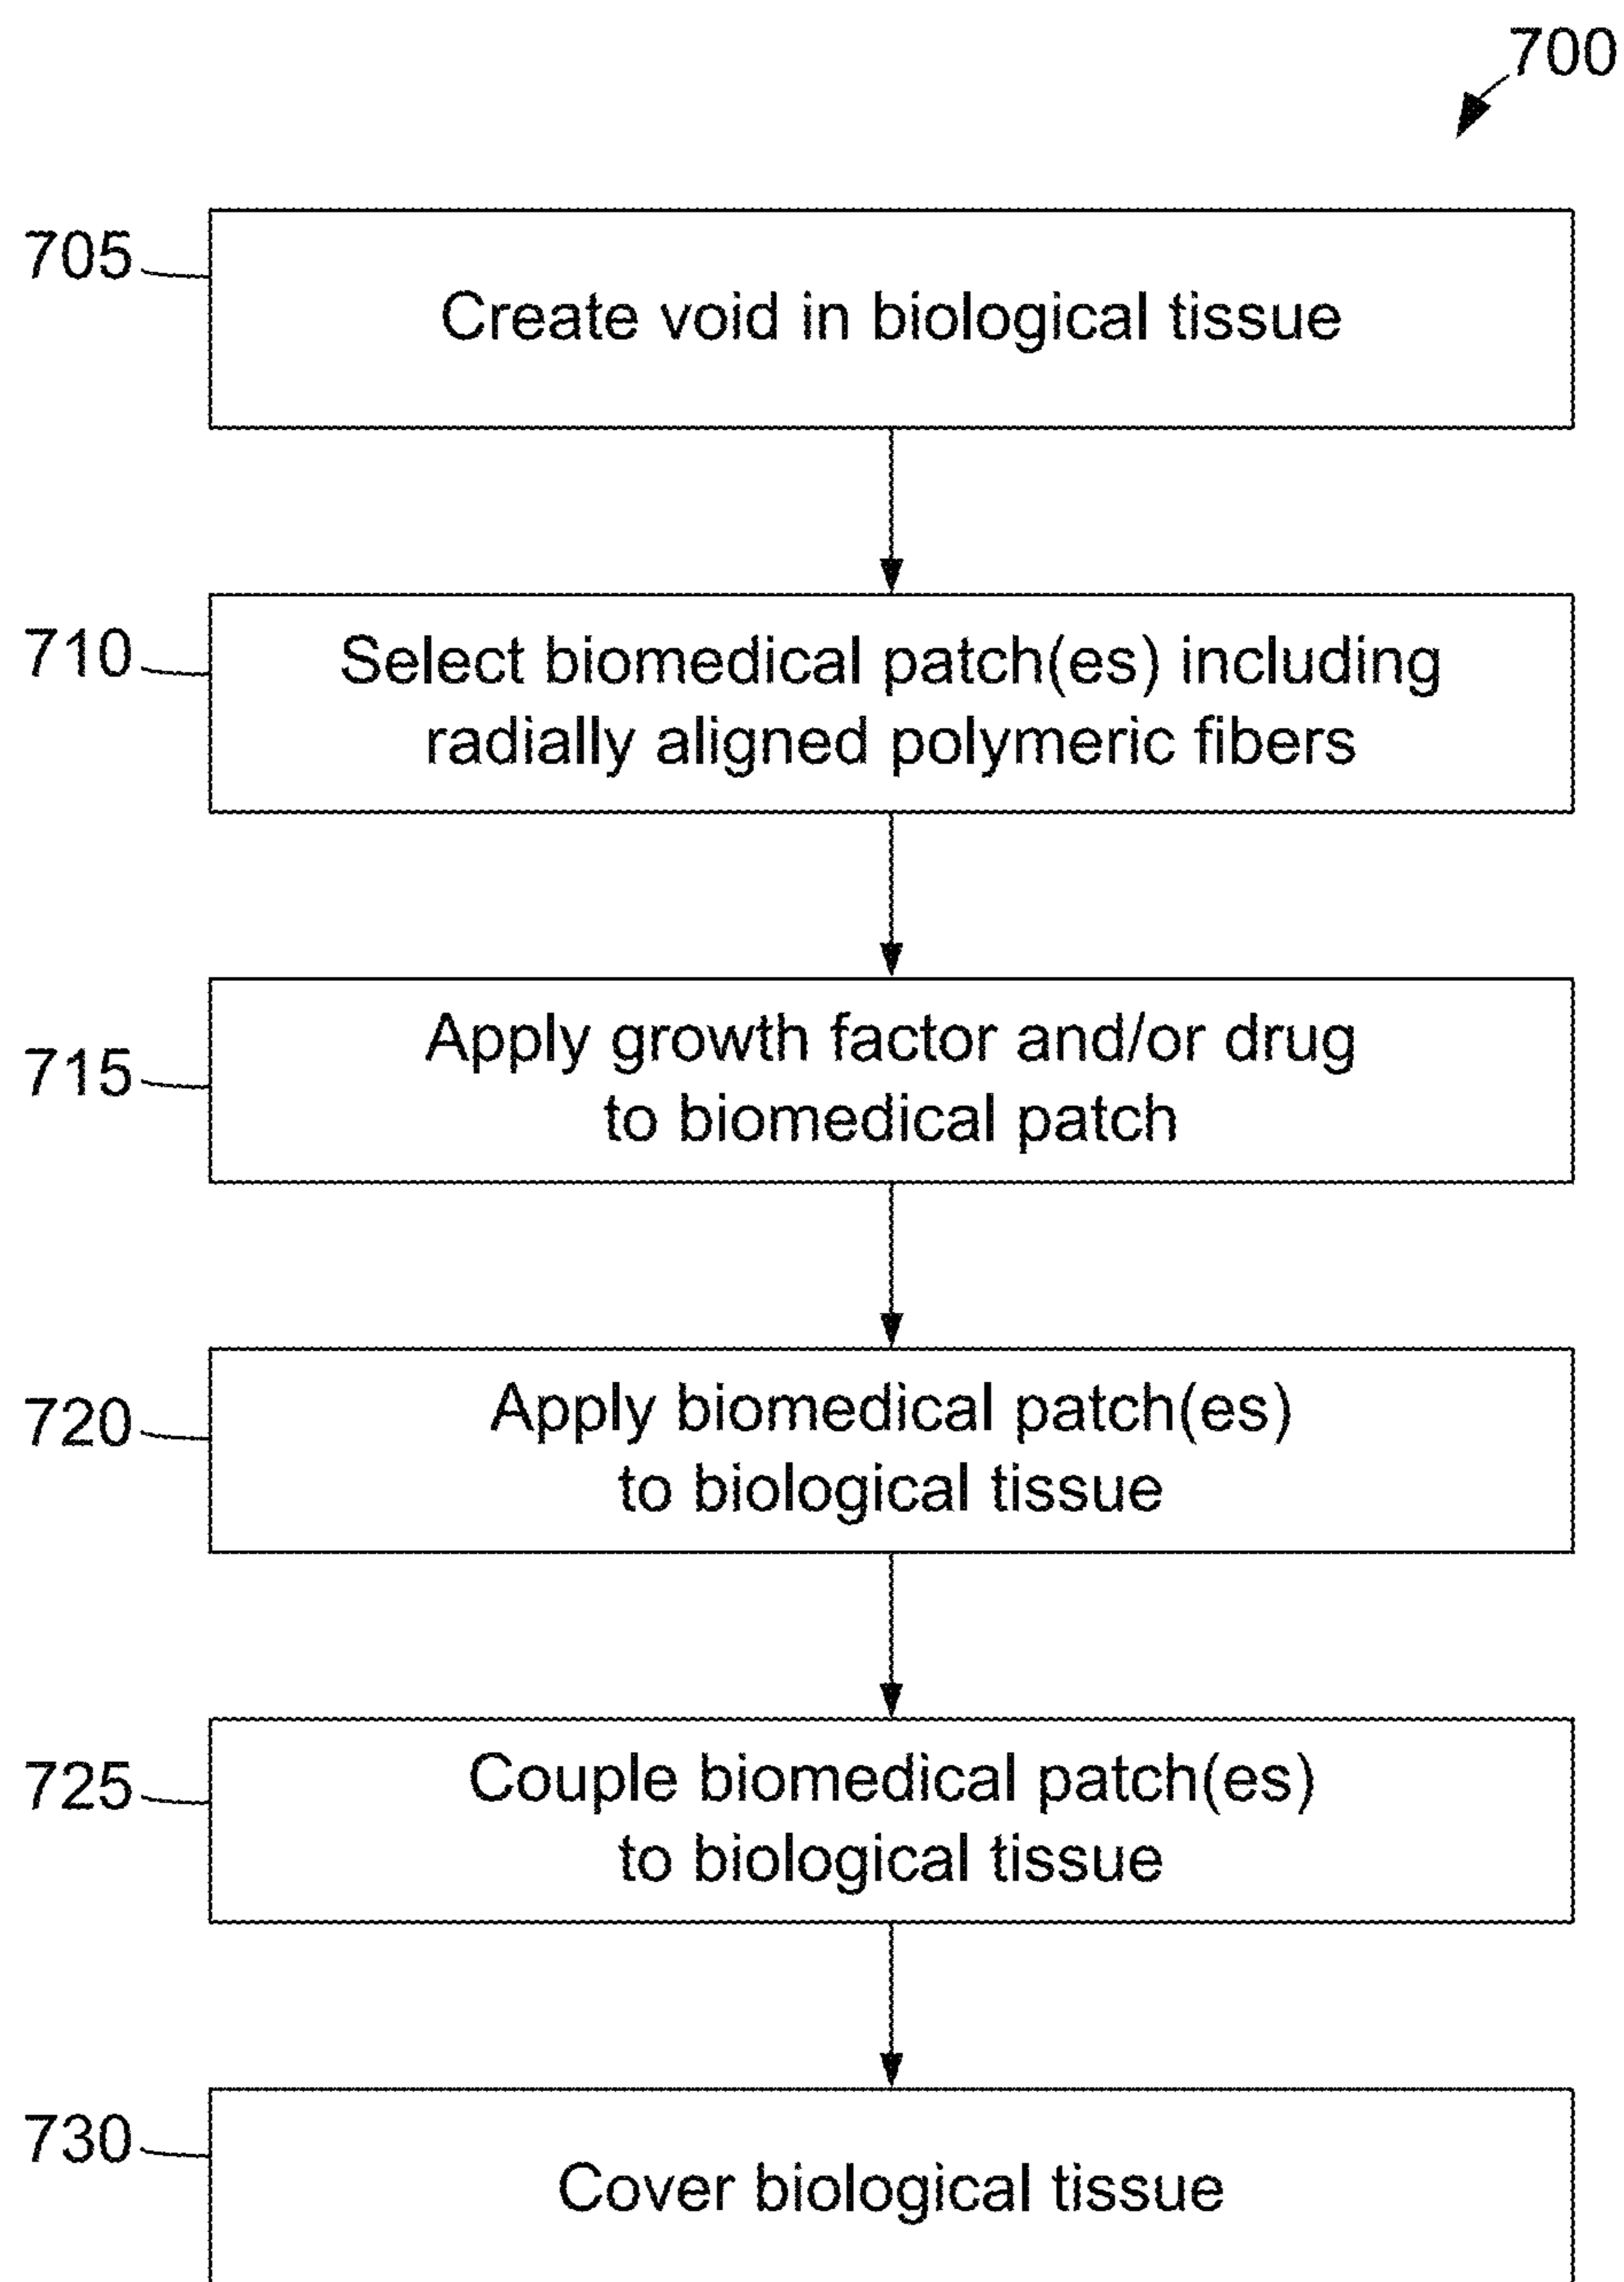 700
705
Create void in biological tissue
710
Select biomedical patch(es) including
radially aligned polymeric fibers
715
Apply growth factor and/or drug
to biomedical patch
720
Apply biomedical patch(es)
to biological tissue
725
Couple biomedical patch(es)
to biological tissue
730
Cover biological tissue